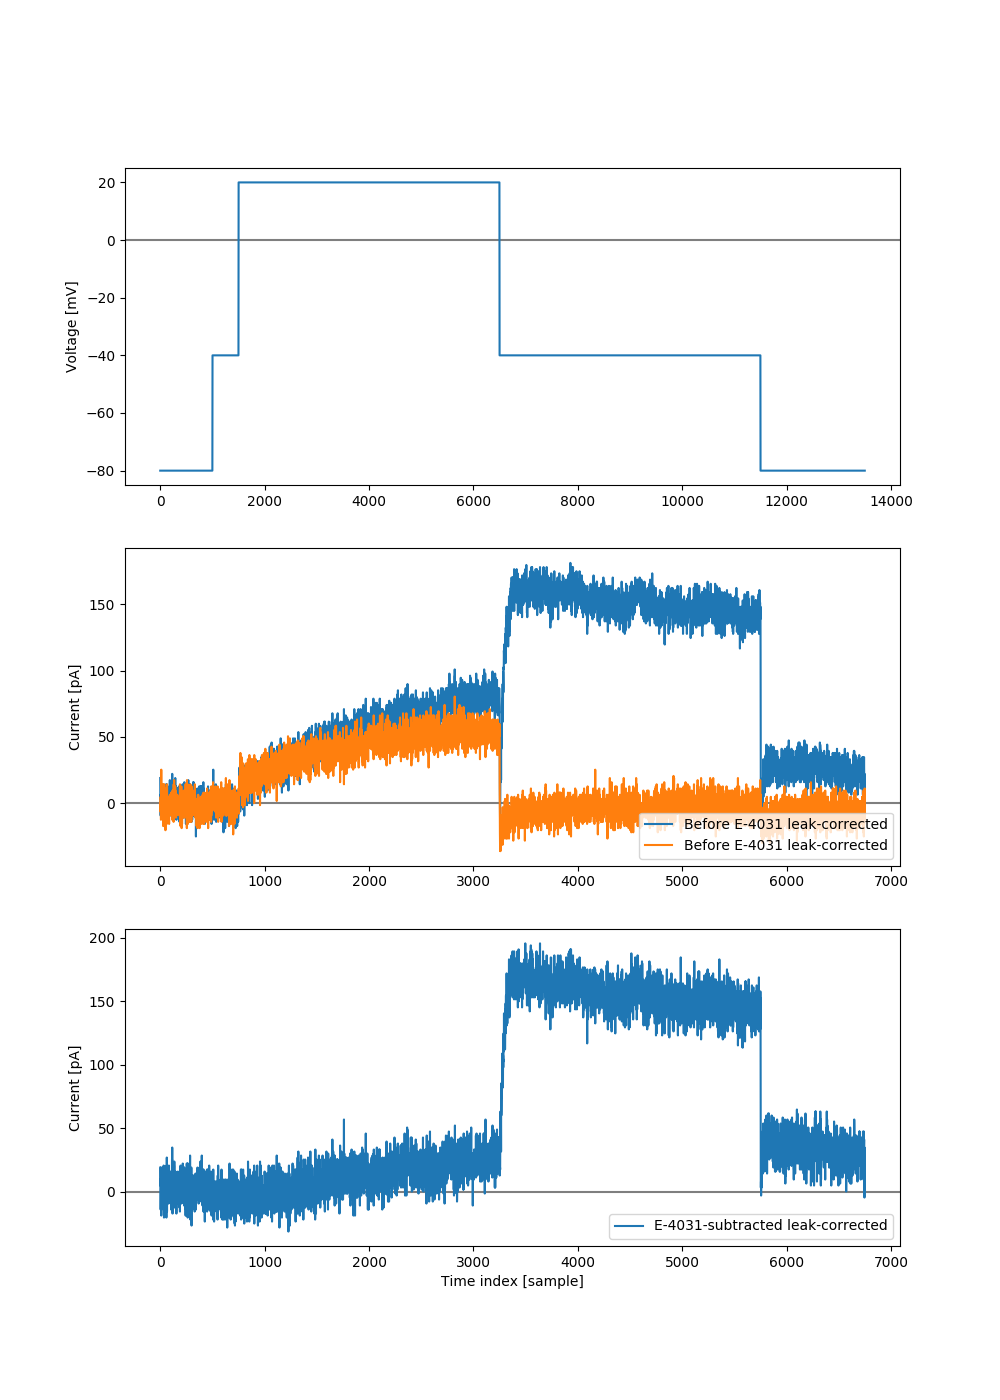 20
0
−20
−40
−60
−80
Voltage [mV]
0 2000 4000 6000 8000 10000 12000 14000
150
100
50
0
Current [pA]
Before E-4031 leak-corrected
Before E-4031 leak-corrected
0 1000 2000 3000 4000 5000 6000 7000
200
150
100
50
0
Current [pA]
E-4031-subtracted leak-corrected
0 1000 2000 3000 4000 5000 6000 7000
Time index [sample]